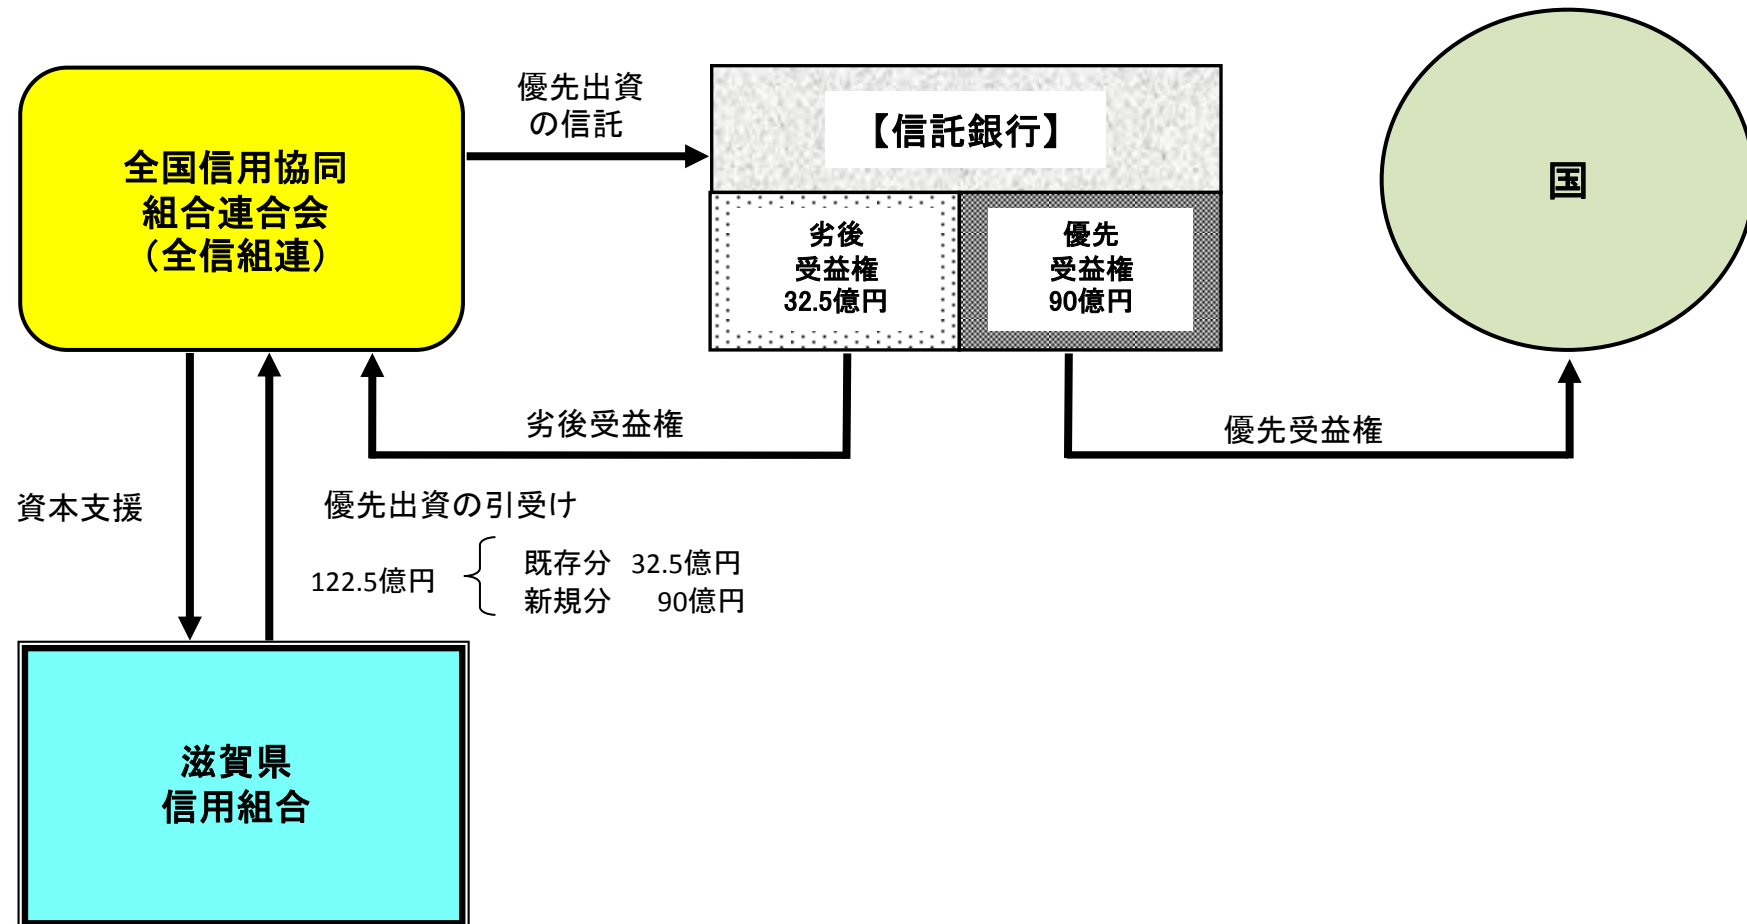 全国信用協同
組合連合会
（全信組連）
優先出資
の信託
【信託銀行】
劣後
受益権
32.5億円
優先
受益権
90億円
国
劣後受益権
優先受益権
資本支援
優先出資の引受け
122.5億円
既存分 32.5億円
新規分 90億円
滋賀県
信用組合